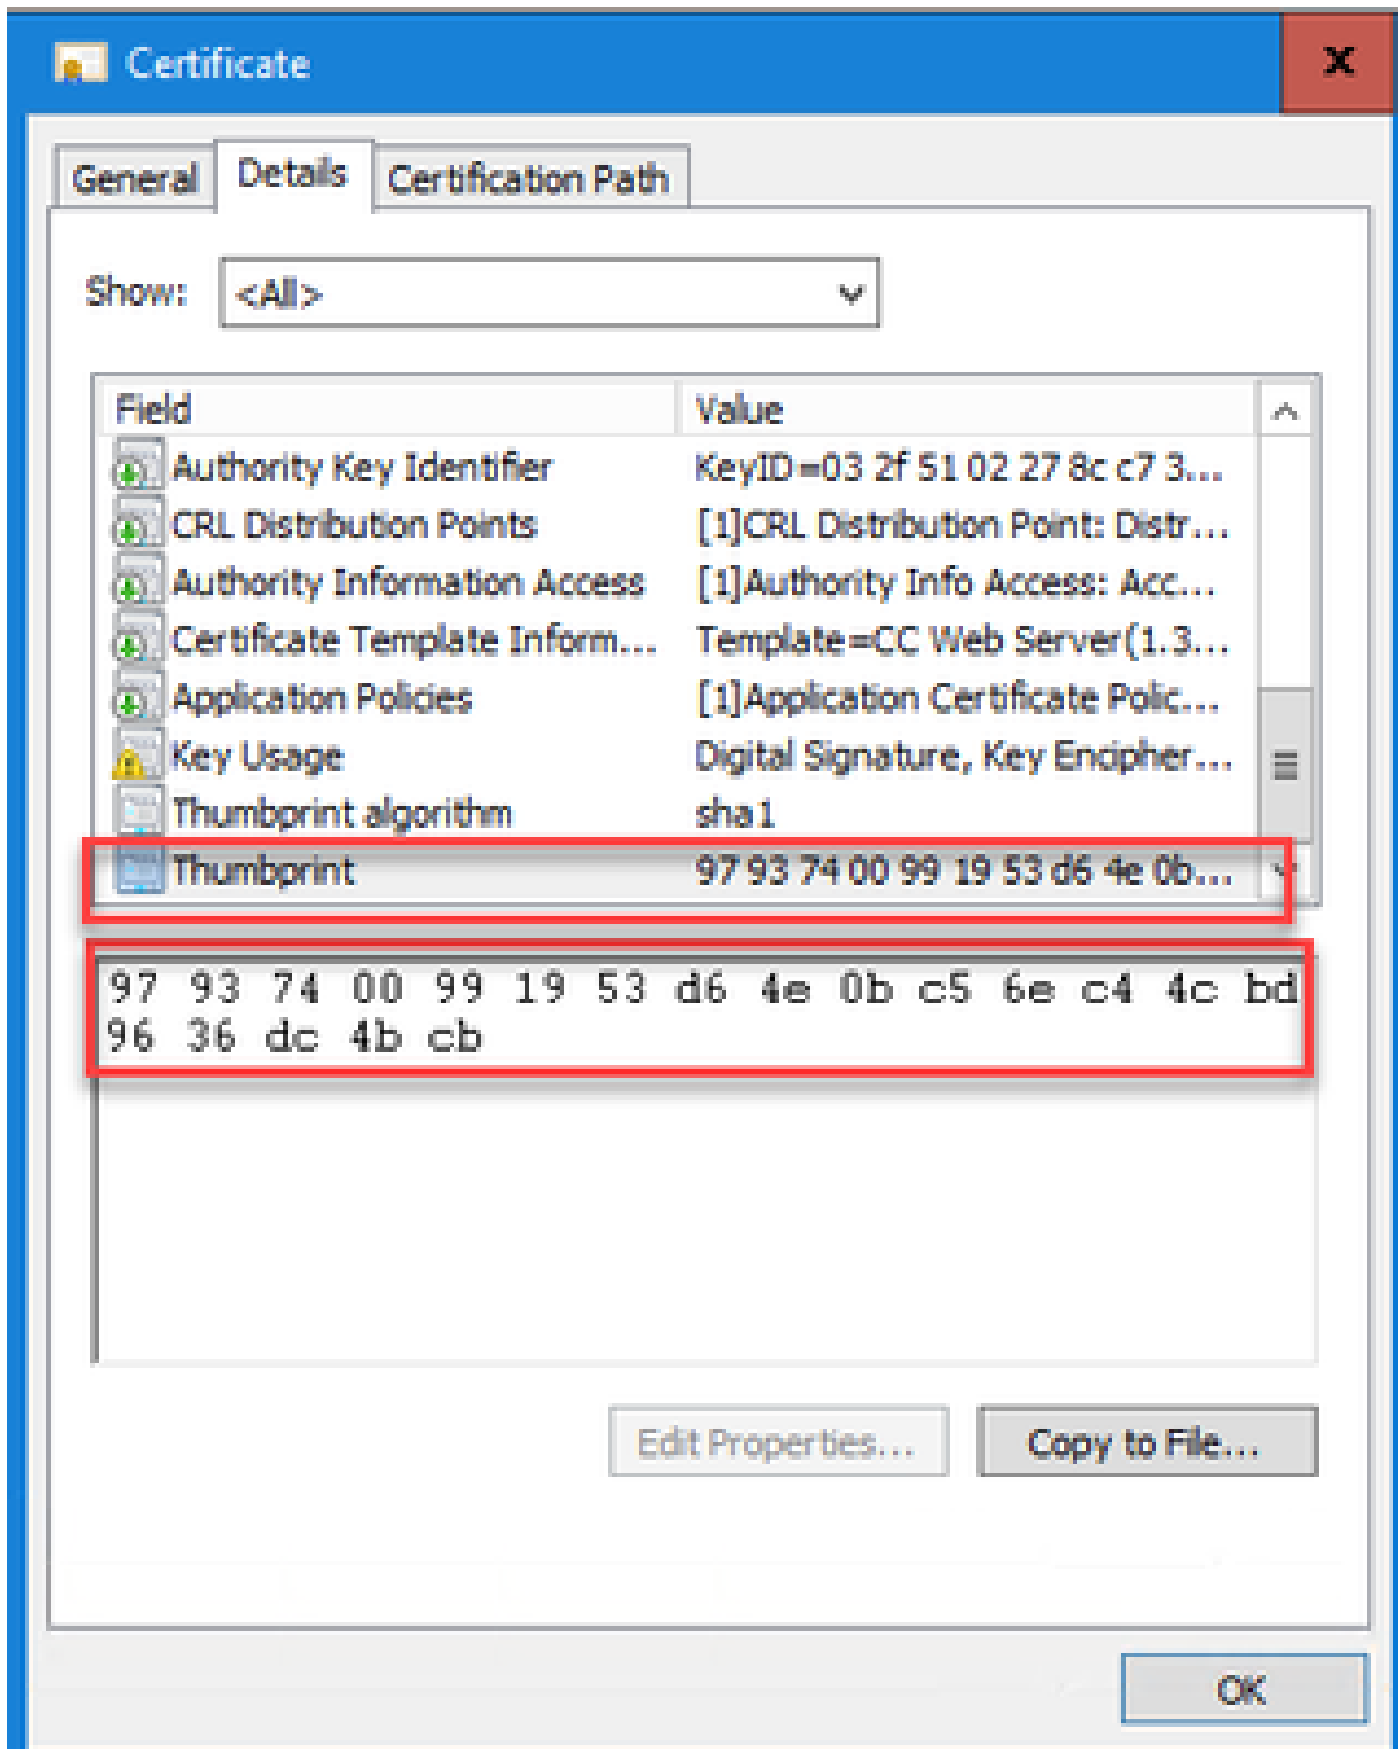 Certificate
General Details Certification Path
Show: <All>
Field Value
Authority Key Identifier KeyID=03 2f 51 02 27 8c c7 3...
CRL Distribution Points [1]CRL Distribution Point: Distr...
Authority Information Access [1]Authority Info Access: Acc...
Certificate Template Inform... Template=CC Web Server(1.3...
Application Policies [1]Application Certificate Polic...
Key Usage Digital Signature, Key Encipher...
Thumbprint algorithm sha1
Thumbprint 97 93 74 00 99 19 53 d6 4e 0b...
97 93 74 00 99 19 53 d6 4e 0b c5 6e c4 4c bd
96 36 dc 4b cb
Edit Properties... Copy to File...
OK